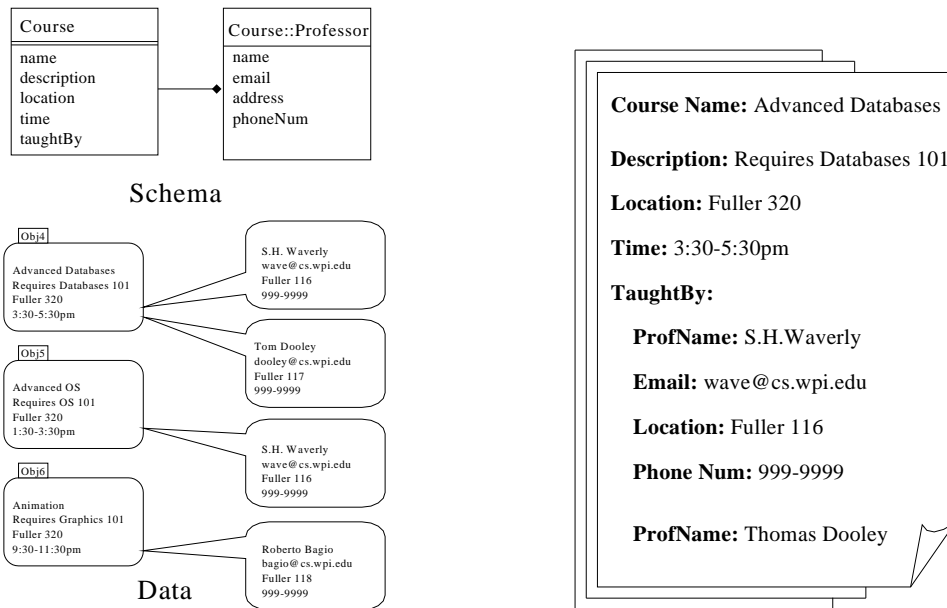 Course
name
description
location
time
taughtBy
Course::Professor
name
email
address
phoneNum
Schema
Obj4
Advanced Databases
Requires Databases 101
Fuller 320
3:30-5:30pm
S.H. Waverly
wave@cs.wpi.edu
Fuller 116
999-9999
Tom Dooley
dooley@cs.wpi.edu
Fuller 117
999-9999
Obj5
Advanced OS
Requires OS 101
Fuller 320
1:30-3:30pm
S.H. Waverly
wave@cs.wpi.edu
Fuller 116
999-9999
Obj6
Animation
Requires Graphics 101
Fuller 320
9:30-11:30pm
Roberto Bagio
bagio@cs.wpi.edu
Fuller 118
999-9999
Data
Course Name: Advanced Databases
Description: Requires Databases 101
Location: Fuller 320
Time: 3:30-5:30pm
TaughtBy:
ProfName: S.H.Waverly
Email: wave@cs.wpi.edu
Location: Fuller 116
Phone Num: 999-9999
ProfName: Thomas Dooley